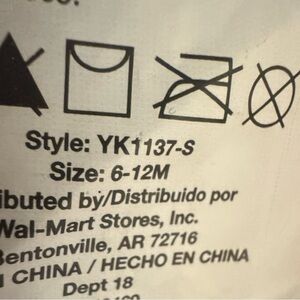 Style: YK1137-S
Size: 6-12M
ibuted by/Distribuido por
Wal-Mart Stores, Inc.
Bentonville, AR 72716
CHINA / HECHO EN CHINA
Dept 18